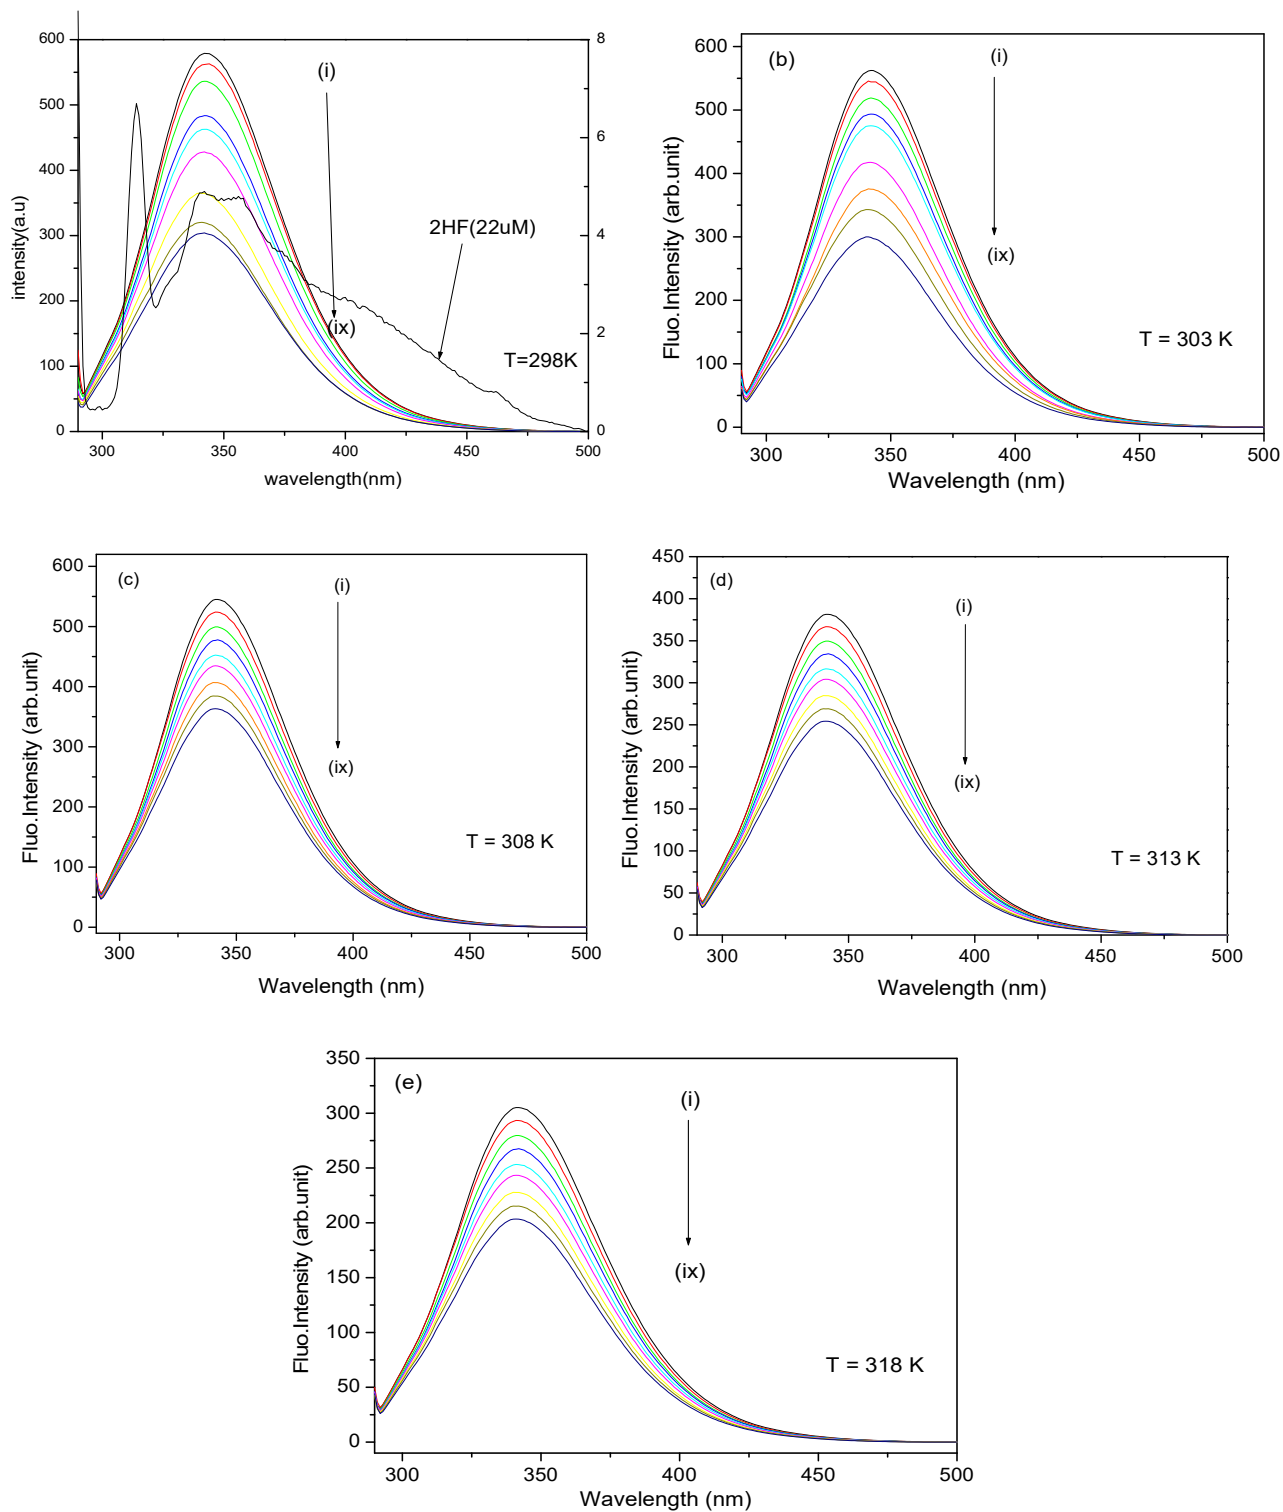 600
500
400
300
200
100
0
intensity(a.u)
8
6
4
2
0
(i)
2HF(22uM)
(ix)
T=298K
300
350
400
450
500
wavelength(nm)
600
500
400
300
200
100
0
Fluo.Intensity (arb.unit)
(b)
(i)
(ix)
T = 303 K
300
350
400
450
500
Wavelength (nm)
600
500
400
300
200
100
0
Fluo.Intensity (arb.unit)
(c)
(i)
(ix)
T = 308 K
300
350
400
450
500
Wavelength (nm)
450
400
350
300
250
200
150
100
50
0
Fluo.Intensity (arb.unit)
(d)
(i)
(ix)
T = 313 K
300
350
400
450
500
Wavelength (nm)
350
300
250
200
150
100
50
0
Fluo.Intensity (arb.unit)
(e)
(i)
(ix)
T = 318 K
300
350
400
450
500
Wavelength (nm)